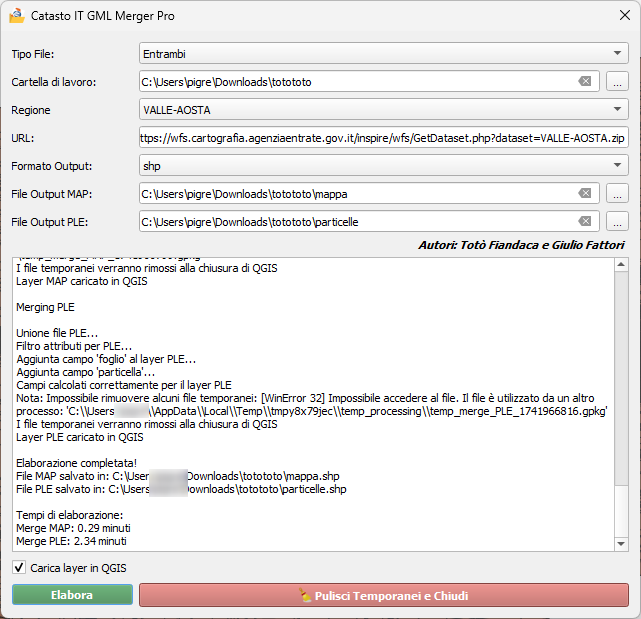 Catasto IT GML Merger Pro
Tipo File: Entrambi
Cartella di lavoro: C:\Users\pigre\Downloads\totototo ...
Regione VALLE-AOSTA
URL: ttps://wfs.cartografia.agenziaentrate.gov.it/inspire/wfs/GetDataset.php?dataset=VALLE-AOSTA.zip
Formato Output: shp
File Output MAP: C:\Users\pigre\Downloads\totototo\mappa ...
File Output PLE: C:\Users\pigre\Downloads\totototo\particelle ...
Autori: Totò Fiandaca e Giulio Fattori
I file temporanei verranno rimossi alla chiusura di QGIS
Layer MAP caricato in QGIS
Merging PLE
Unione file PLE...
Filtro attributi per PLE...
Aggiunta campo 'foglio' al layer PLE...
Aggiunta campo 'particella'...
Campi calcolati correttamente per il layer PLE
Nota: Impossibile rimuovere alcuni file temporanei: [WinError 32] Impossibile accedere al file. Il file è utilizzato da un altro
processo: 'C:\\Users \\AppData\\Local\\Temp\\tmpy8x79jec\\temp_processing\\temp_merge_PLE_1741966816.gpkg'
I file temporanei verranno rimossi alla chiusura di QGIS
Layer PLE caricato in QGIS
Elaborazione completata!
File MAP salvato in: C:\User Downloads\totototo\mappa.shp
File PLE salvato in: C:\Users ownloads\totototo\particelle.shp
Tempi di elaborazione:
Merge MAP: 0.29 minuti
Merge PLE: 2.34 minuti
Carica layer in QGIS
Elabora Pulisci Temporanei e Chiudi